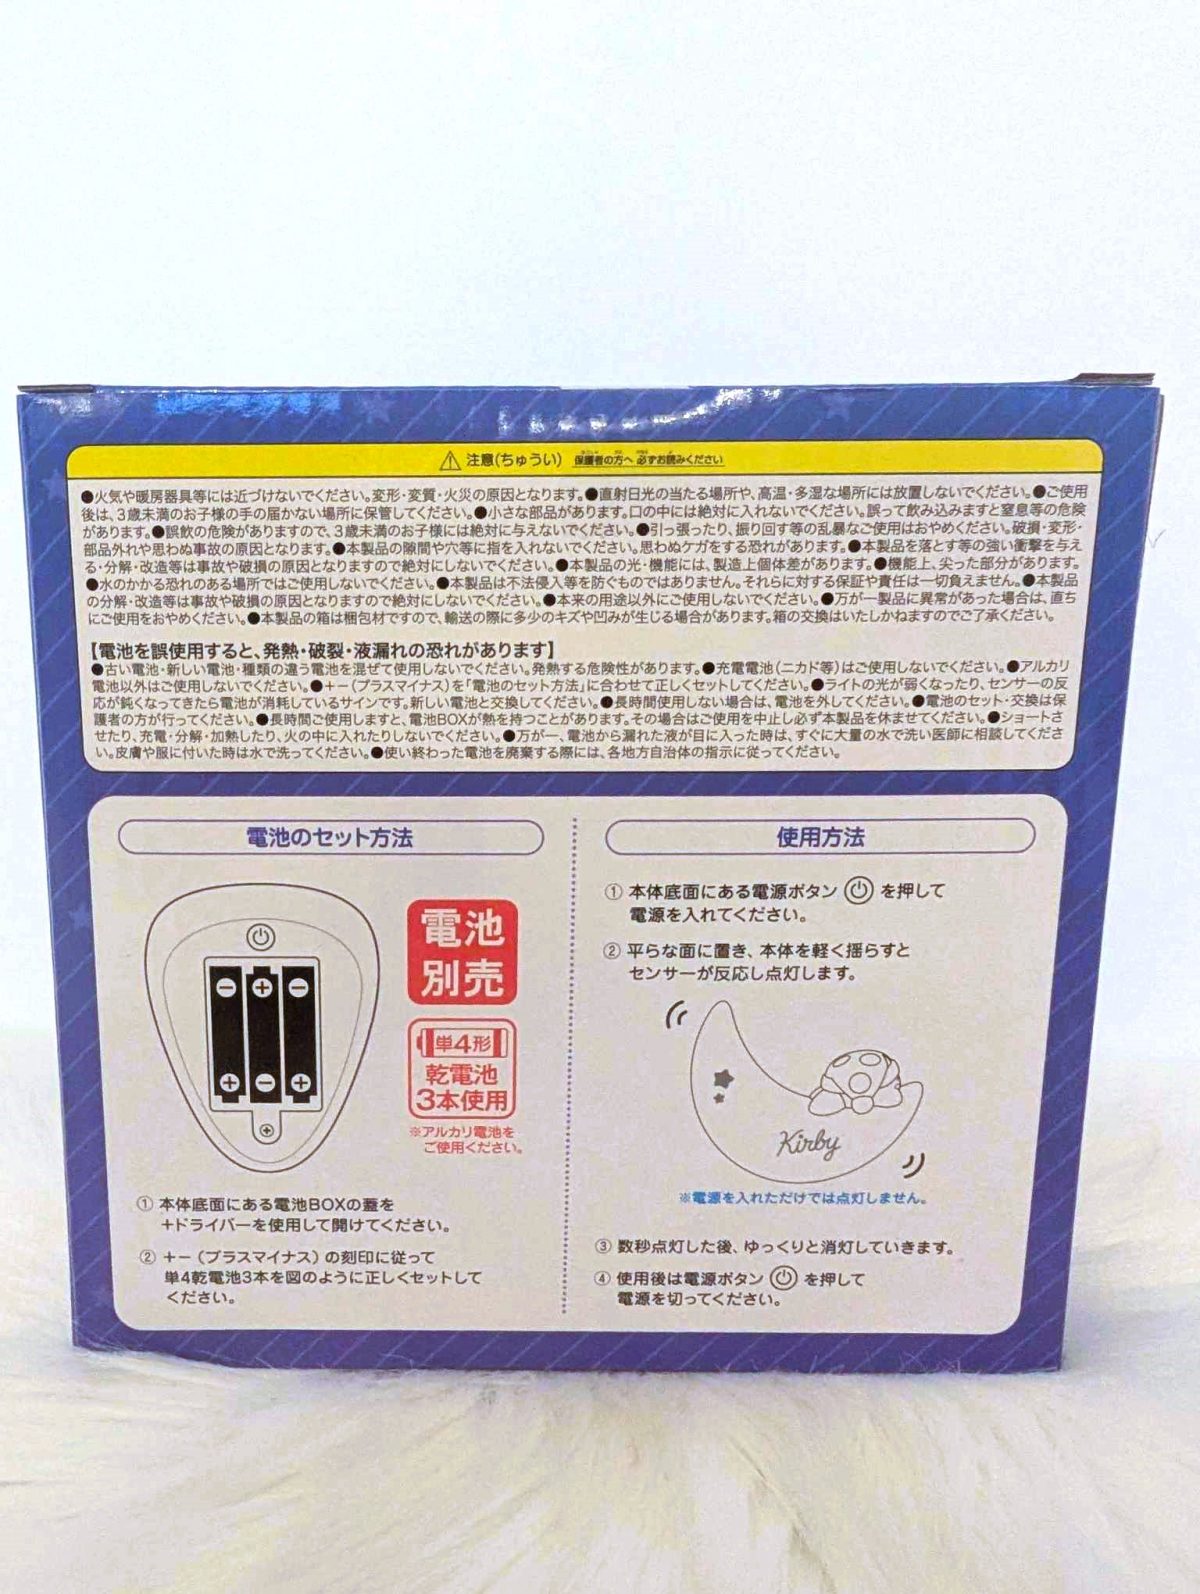 ⚠ 注意(ちゅうい) 保護者の方へ 必ずお読みください
●火気や暖房器具等には近づけないでください。変形・変質・火災の原因となります。●直射日光の当たる場所や、高温・多湿な場所には放置しないでください。●ご使用
後は、3歳未満のお子様の手の届かない場所に保管してください。●小さな部品があります。口の中には絶対に入れないでください。誤って飲み込みますと窒息等の危険
があります。●誤飲の危険がありますので、3歳未満のお子様には絶対に与えないでください。●引っ張ったり、振り回す等の乱暴なご使用はおやめください。破損・変形・
部品外れや思わぬ事故の原因となります。●本製品の隙間や穴等に指を入れないでください。思わぬケガをする恐れがあります。●本製品を落とす等の強い衝撃を与え
る・分解・改造等は事故や破損の原因となりますので絶対にしないでください。●本製品の光・機能には、製造上個体差があります。●機能上、尖った部分があります。
●水のかかる恐れのある場所ではご使用しないでください。●本製品は不法侵入等を防ぐものではありません。それらに対する保証や責任は一切負えません。●本製品
の分解・改造等は事故や破損の原因となりますので絶対にしないでください。●本来の用途以外にご使用しないでください。●万が一製品に異常があった場合は、直ち
にご使用をおやめください。●本製品の箱は梱包材ですので、輸送の際に多少のキズや凹みが生じる場合があります。箱の交換はいたしかねますのでご了承ください。
【電池を誤使用すると、発熱・破裂・液漏れの恐れがあります】
●古い電池・新しい電池・種類の違う電池を混ぜて使用しないでください。発熱する危険性があります。●充電電池(ニカド等)はご使用しないでください。●アルカリ
電池以外はご使用しないでください。●+−(プラスマイナス)を「電池のセット方法」に合わせて正しくセットしてください。●ライトの光が弱くなったり、センサーの反
応が鈍くなってきたら電池が消耗しているサインです。新しい電池と交換してください。●長時間使用しない場合は、電池を外してください。●電池のセット・交換は保
護者の方が行ってください。●長時間ご使用しますと、電池BOXが熱を持つことがあります。その場合はご使用を中止し必ず本製品を休ませてください。●ショートさ
せたり、充電・分解・加熱したり、火の中に入れたりしないでください。●万が一、電池から漏れた液が目に入った時は、すぐに大量の水で洗い医師に相談してくださ
い。皮膚や服に付いた時は水で洗ってください。●使い終わった電池を廃棄する際には、各地方自治体の指示に従ってください。
電池のセット方法
電池
別売
単4形
乾電池
3本使用
※アルカリ電池を
ご使用ください。
① 本体底面にある電池BOXの蓋を
+ドライバーを使用して開けてください。
② +−(プラスマイナス)の刻印に従って
単4乾電池3本を図のように正しくセットして
ください。
使用方法
① 本体底面にある電源ボタン を押して
電源を入れてください。
② 平らな面に置き、本体を軽く揺らすと
センサーが反応し点灯します。
Kirby
※電源を入れただけでは点灯しません。
③ 数秒点灯した後、ゆっくりと消灯していきます。
④ 使用後は電源ボタン を押して
電源を切ってください。